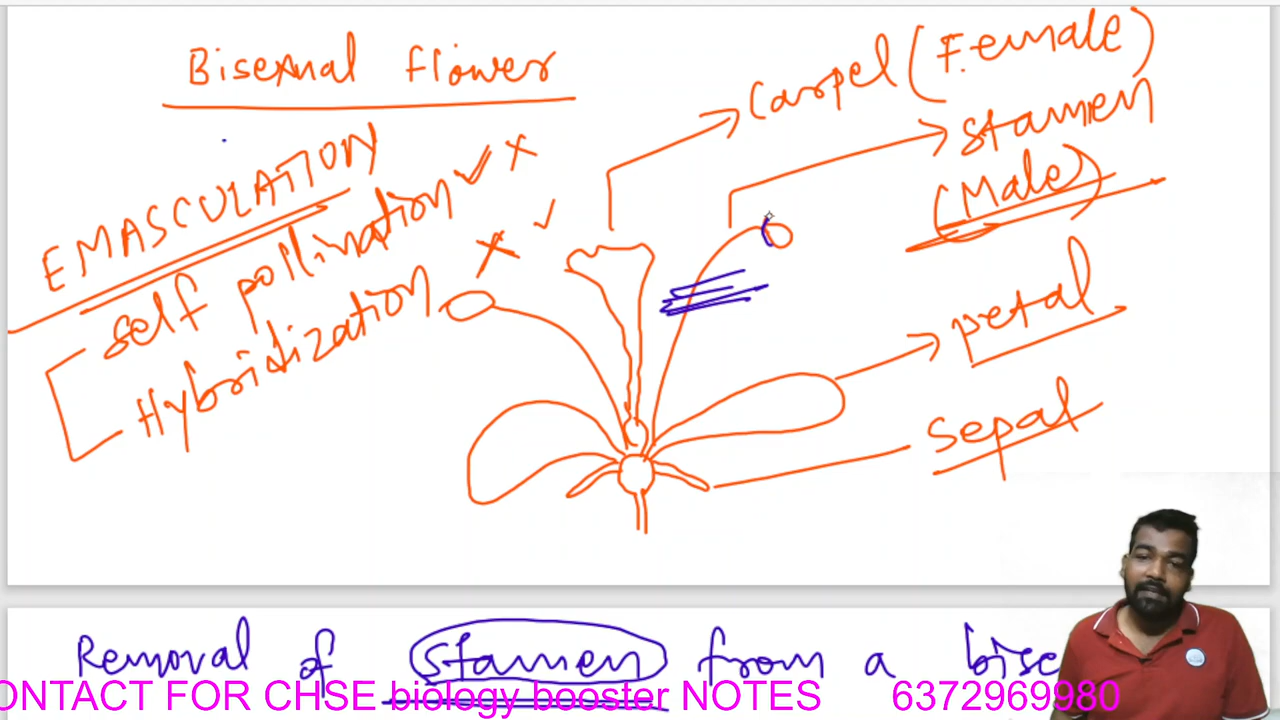 Bisexual flower
EMASCULATION
Self pollination
Hybridization
Carpel (Female)
Stamen
(Male)
petal
Sepal
Removal of stamen from a bise
ONTACT FOR CHSE biology booster NOTES 6372969980